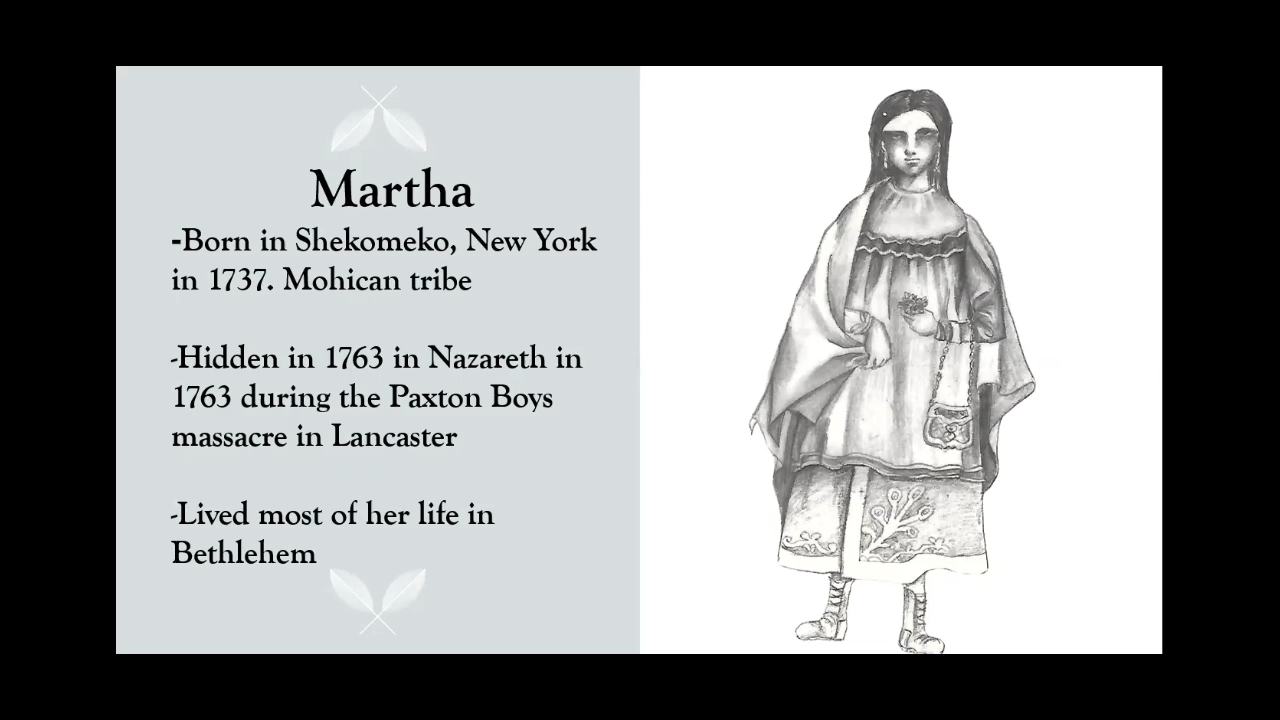 Martha
-Born in Shekomeko, New York
in 1737. Mohican tribe
-Hidden in 1763 in Nazareth in
1763 during the Paxton Boys
massacre in Lancaster
-Lived most of her life in
Bethlehem